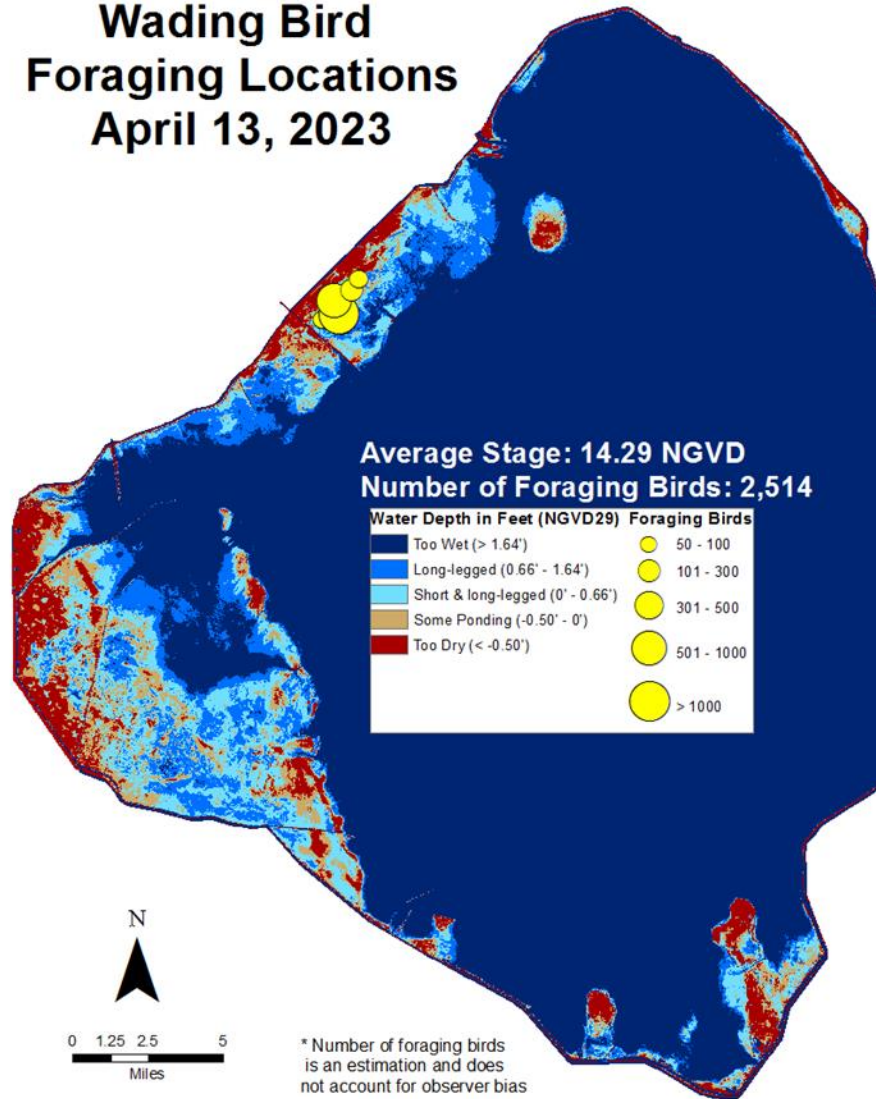 Wading Bird
Foraging Locations
April 13, 2023
Average Stage: 14.29 NGVD
Number of Foraging Birds: 2,514
Water Depth in Feet (NGVD29) Foraging Birds
Too Wet (> 1.64')
Long-legged (0.66' - 1.64')
Short & long-legged (0' - 0.66')
Some Ponding (-0.50' - 0')
Too Dry (< -0.50')
50 - 100
101 - 300
301 - 500
501 - 1000
> 1000
N
0 1.25 2.5 5
Miles
* Number of foraging birds
is an estimation and does
not account for observer bias